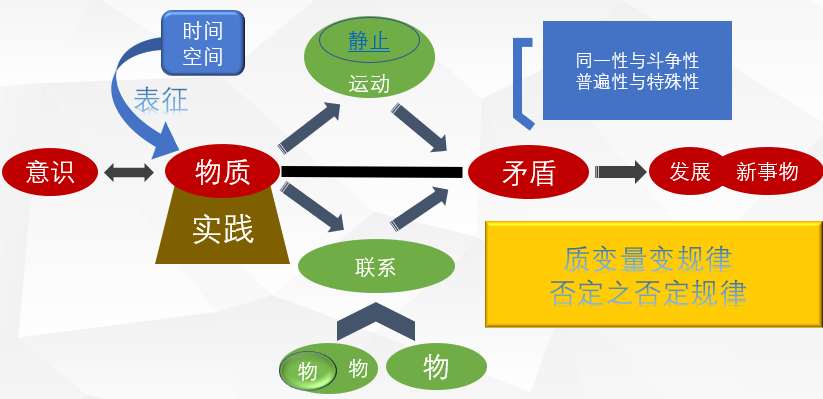 时间
空间
表征
静止
运动
同一性与斗争性
普遍性与特殊性
意识
物质
矛盾
发展
新事物
实践
联系
质变量变规律
否定之否定规律
物
物
物